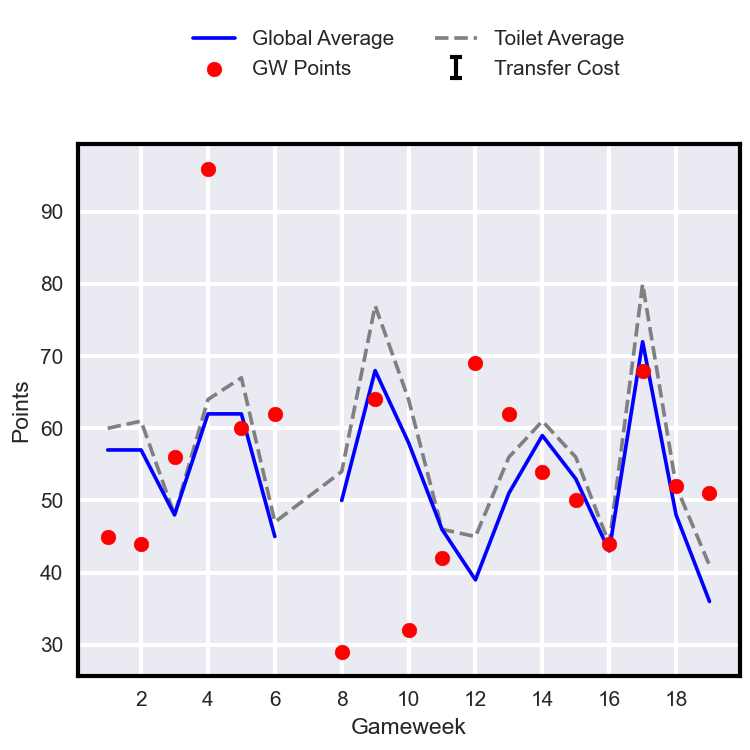 Global Average
Toilet Average
GW Points
Transfer Cost
90
80
70
60
50
40
30
Points
2 4 6 8 10 12 14 16 18
Gameweek